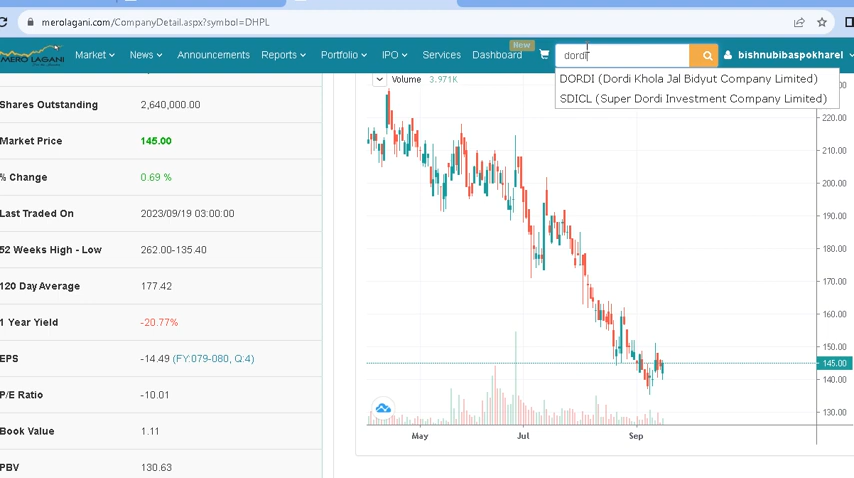 merolagani.com/CompanyDetail.aspx?symbol=DHPL
MERO LAGANI
Market
News
Announcements
Reports
Portfolio
IPO
Services
Dashboard
New
dordi
bishnubibaspokharel
DORDI (Dordi Khola Jal Bidyut Company Limited)
SDICL (Super Dordi Investment Company Limited)
Shares Outstanding 2,640,000.00
Market Price 145.00
% Change 0.69 %
Last Traded On 2023/09/19 03:00:00
52 Weeks High - Low 262.00-135.40
120 Day Average 177.42
1 Year Yield -20.77%
EPS -14.49 (FY:079-080, Q:4)
P/E Ratio -10.01
Book Value 1.11
PBV 130.63
Volume 3.971K
220.00
210.00
200.00
190.00
180.00
170.00
160.00
150.00
145.00
140.00
130.00
May Jul Sep